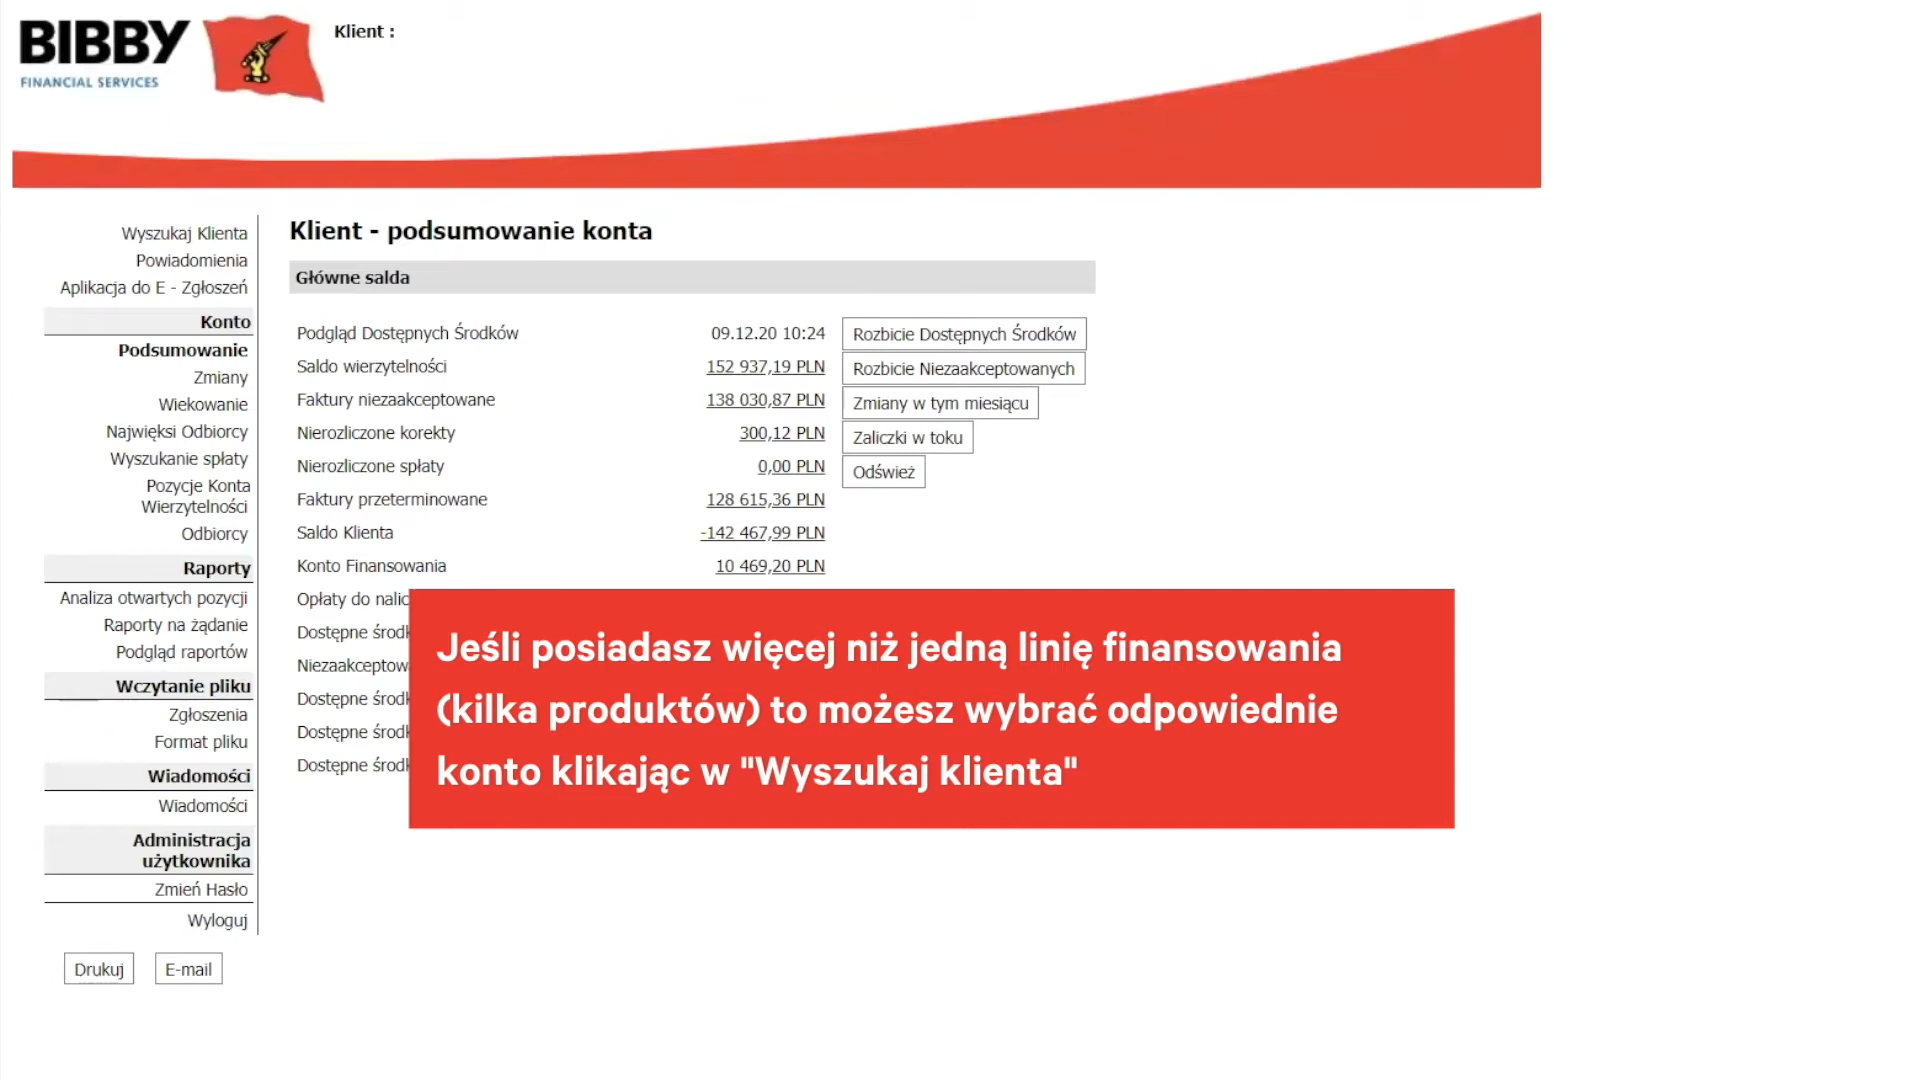 BIBBY
FINANCIAL SERVICES
Klient :
Wyszukaj Klienta
Powiadomienia
Aplikacja do E - Zgłoszeń
Konto
Podsumowanie
Zmiany
Wiekowanie
Najwięksi Odbiorcy
Wyszukanie spłaty
Pozycje Konta
Wierzytelności
Odbiorcy
Raporty
Analiza otwartych pozycji
Raporty na żądanie
Podgląd raportów
Wczytanie pliku
Zgłoszenia
Format pliku
Wiadomości
Wiadomości
Administracja
użytkownika
Zmień Hasło
Wyloguj
Drukuj E-mail
Klient - podsumowanie konta
Główne salda
Podgląd Dostępnych Środków 09.12.20 10:24
Saldo wierzytelności 152 937,19 PLN
Faktury niezaakceptowane 138 030,87 PLN
Nierozliczone korekty 300,12 PLN
Nierozliczone spłaty 0,00 PLN
Faktury przeterminowane 128 615,36 PLN
Saldo Klienta -142 467,99 PLN
Konto Finansowania 10 469,20 PLN
Opłaty do
Dostępne
Dostępne
Dostępne
Dostępne
Rozbicie Dostępnych Środków
Rozbicie Niezaakceptowanych
Zmiany w tym miesiącu
Zaliczki w toku
Odśwież
Jeśli posiadasz więcej niż jedną linię finansowania
(kilka produktów) to możesz wybrać odpowiednie
konto klikając w "Wyszukaj klienta"